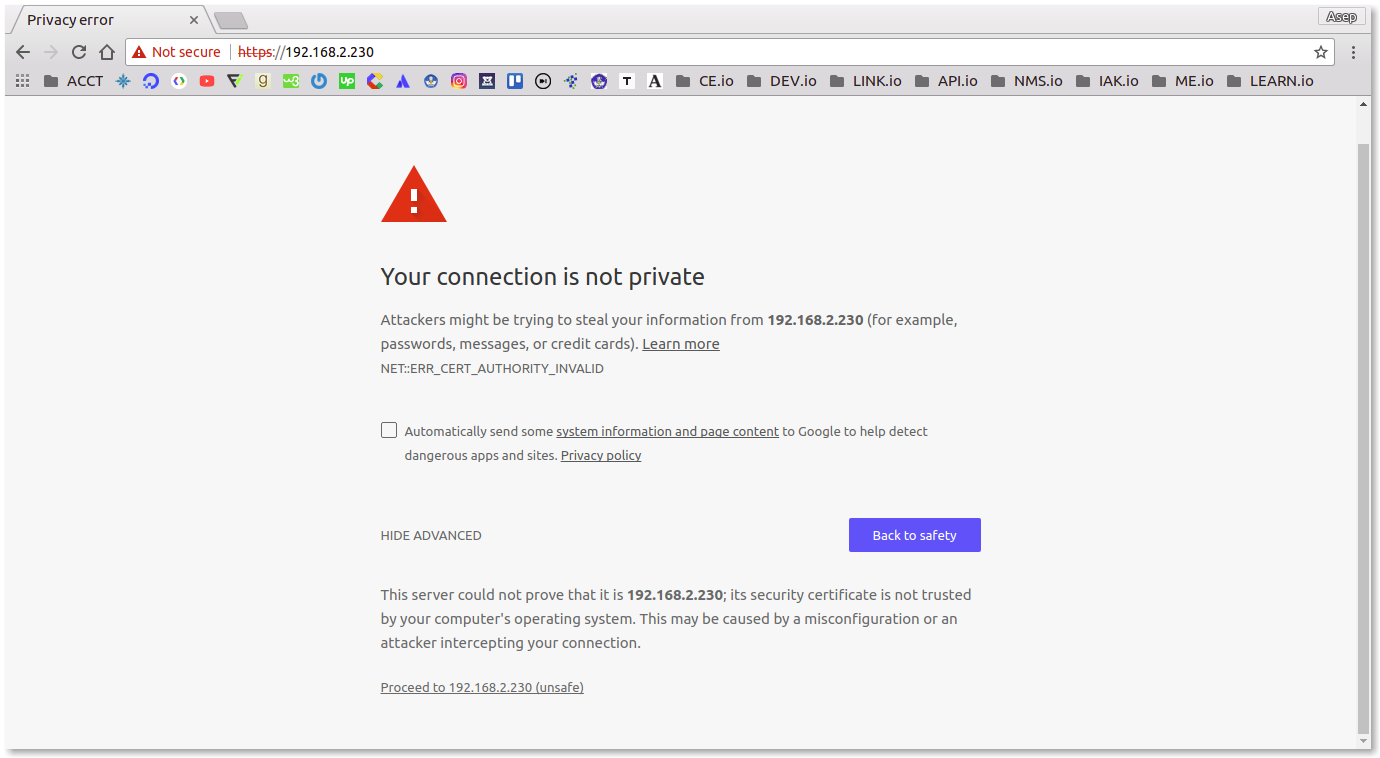 Privacy error
Asep
Not secure https://192.168.2.230
ACCT g w3 up T A CE.io DEV.io LINK.io API.io NMS.io IAK.io ME.io LEARN.io
Your connection is not private
Attackers might be trying to steal your information from 192.168.2.230 (for example,
passwords, messages, or credit cards). Learn more
NET::ERR_CERT_AUTHORITY_INVALID
Automatically send some system information and page content to Google to help detect
dangerous apps and sites. Privacy policy
HIDE ADVANCED
Back to safety
This server could not prove that it is 192.168.2.230; its security certificate is not trusted
by your computer's operating system. This may be caused by a misconfiguration or an
attacker intercepting your connection.
Proceed to 192.168.2.230 (unsafe)